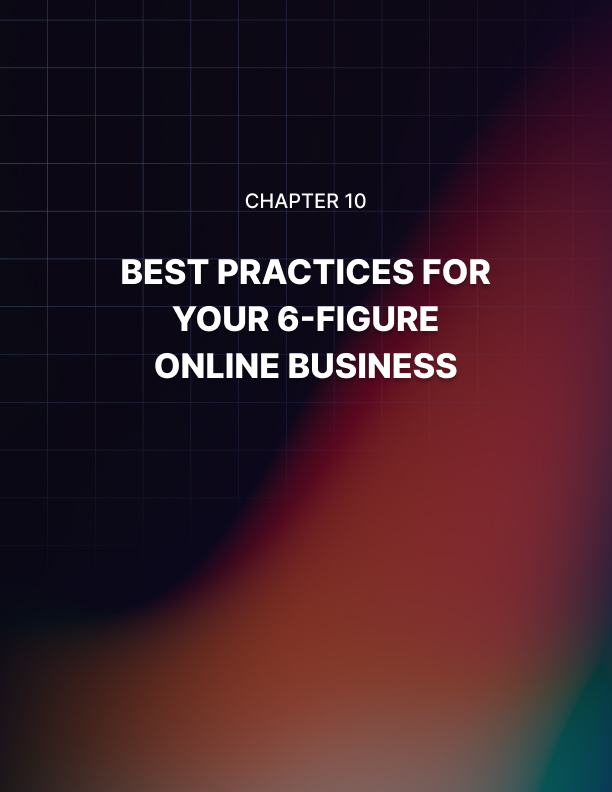 CHAPTER 10
BEST PRACTICES FOR
YOUR 6-FIGURE
ONLINE BUSINESS